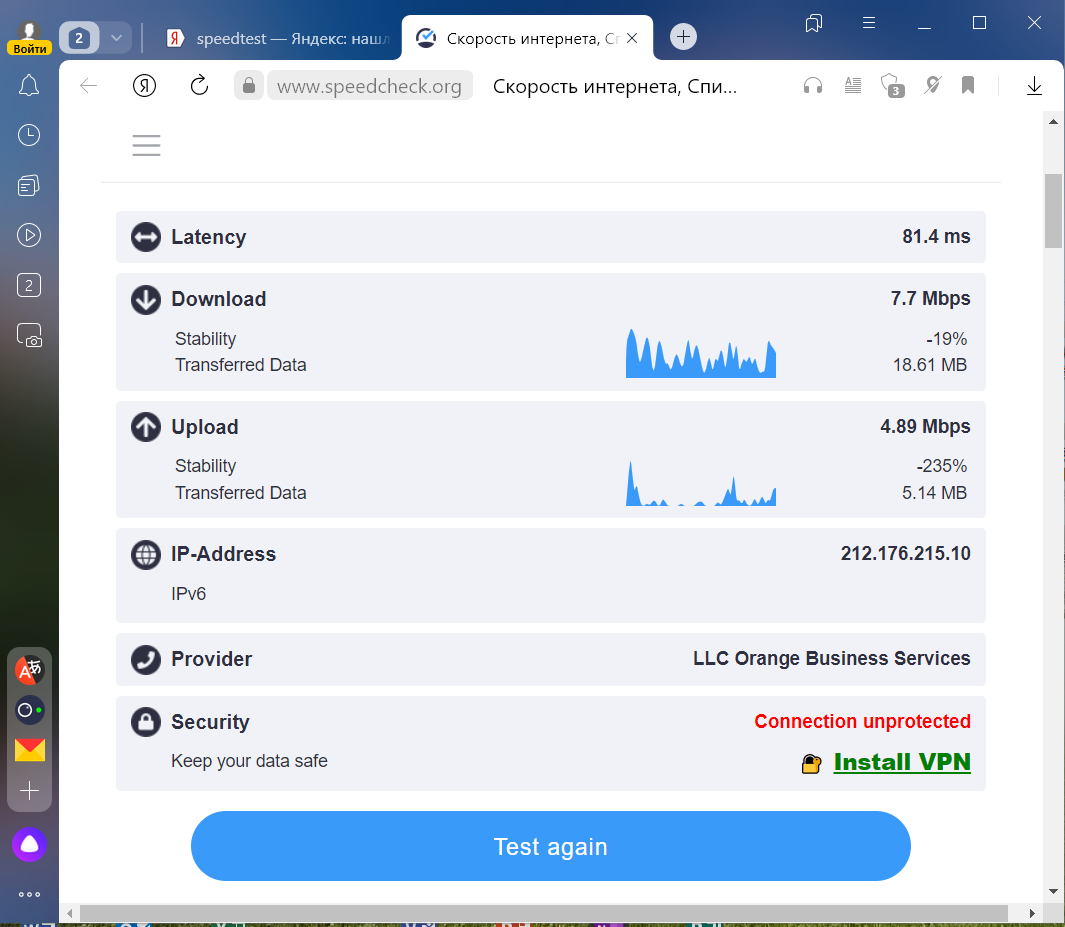 2
speedtest — Яндекс: нашл
Скорость интернета, Сп
Войти
Я
www.speedcheck.org
Скорость интернета, Спи...
3
2
Latency
81.4 ms
Download
7.7 Mbps
Stability
-19%
Transferred Data
18.61 MB
Upload
4.89 Mbps
Stability
-235%
Transferred Data
5.14 MB
IP-Address
212.176.215.10
IPv6
Provider
LLC Orange Business Services
Security
Connection unprotected
Keep your data safe
Install VPN
Test again